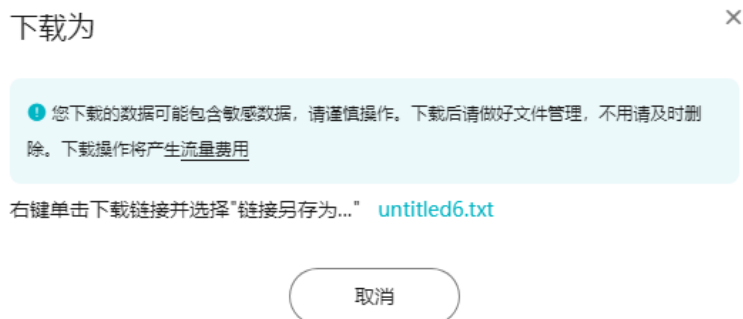 下载为
您下载的数据可能包含敏感数据，请谨慎操作。下载后请做好文件管理，不用请及时删
除。下载操作将产生流量费用
右键单击下载链接并选择"链接另存为..." untitled6.txt
取消